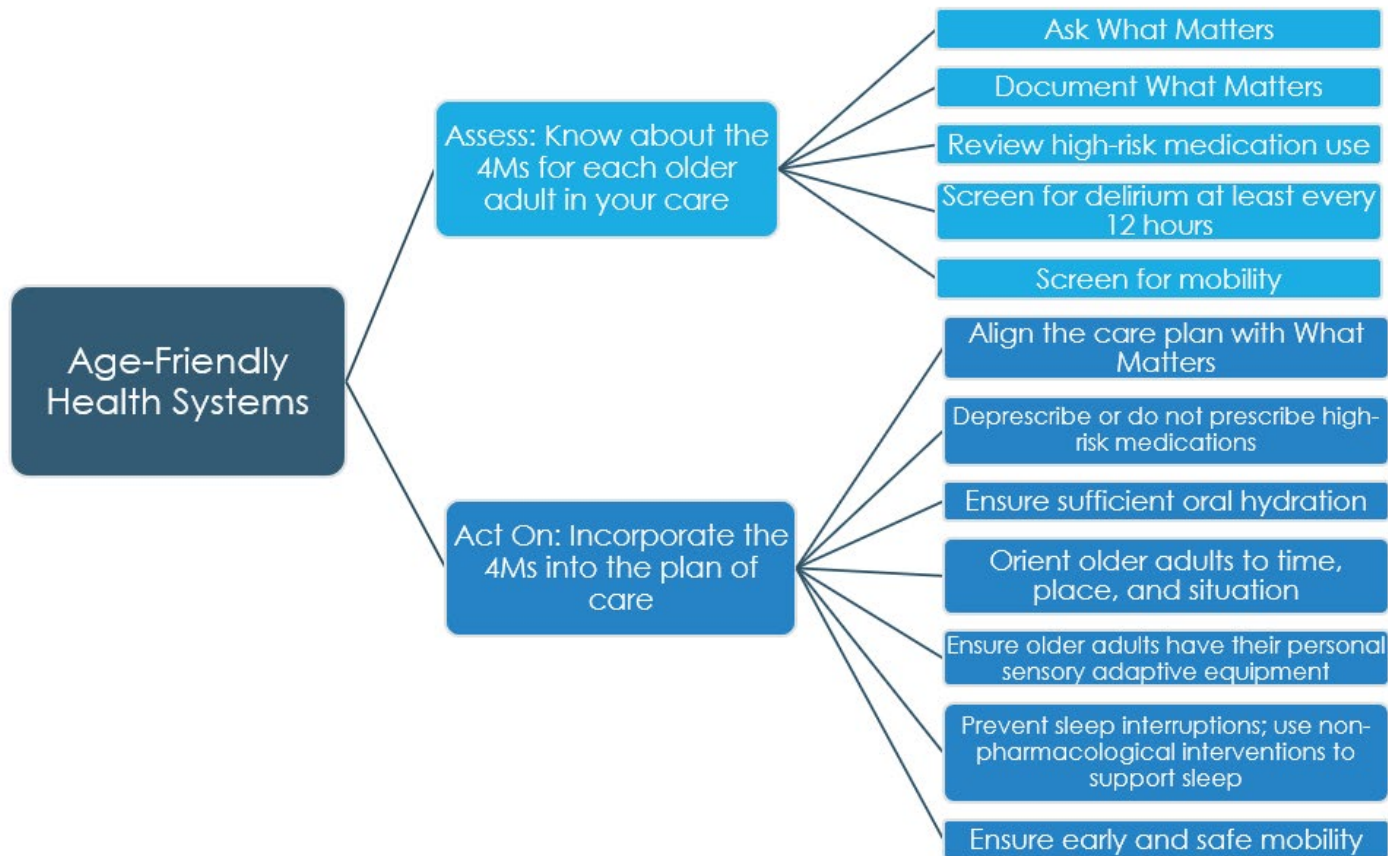 Age-Friendly
Health Systems
Assess: Know about the
4Ms for each older
adult in your care
Ask What Matters
Document What Matters
Review high-risk medication use
Screen for delirium at least every
12 hours
Screen for mobility
Act On: Incorporate the
4Ms into the plan of
care
Align the care plan with What
Matters
Deprescribe or do not prescribe high-
risk medications
Ensure sufficient oral hydration
Orient older adults to time,
place, and situation
Ensure older adults have their personal
sensory adaptive equipment
Prevent sleep interruptions; use non-
pharmacological interventions to
support sleep
Ensure early and safe mobility